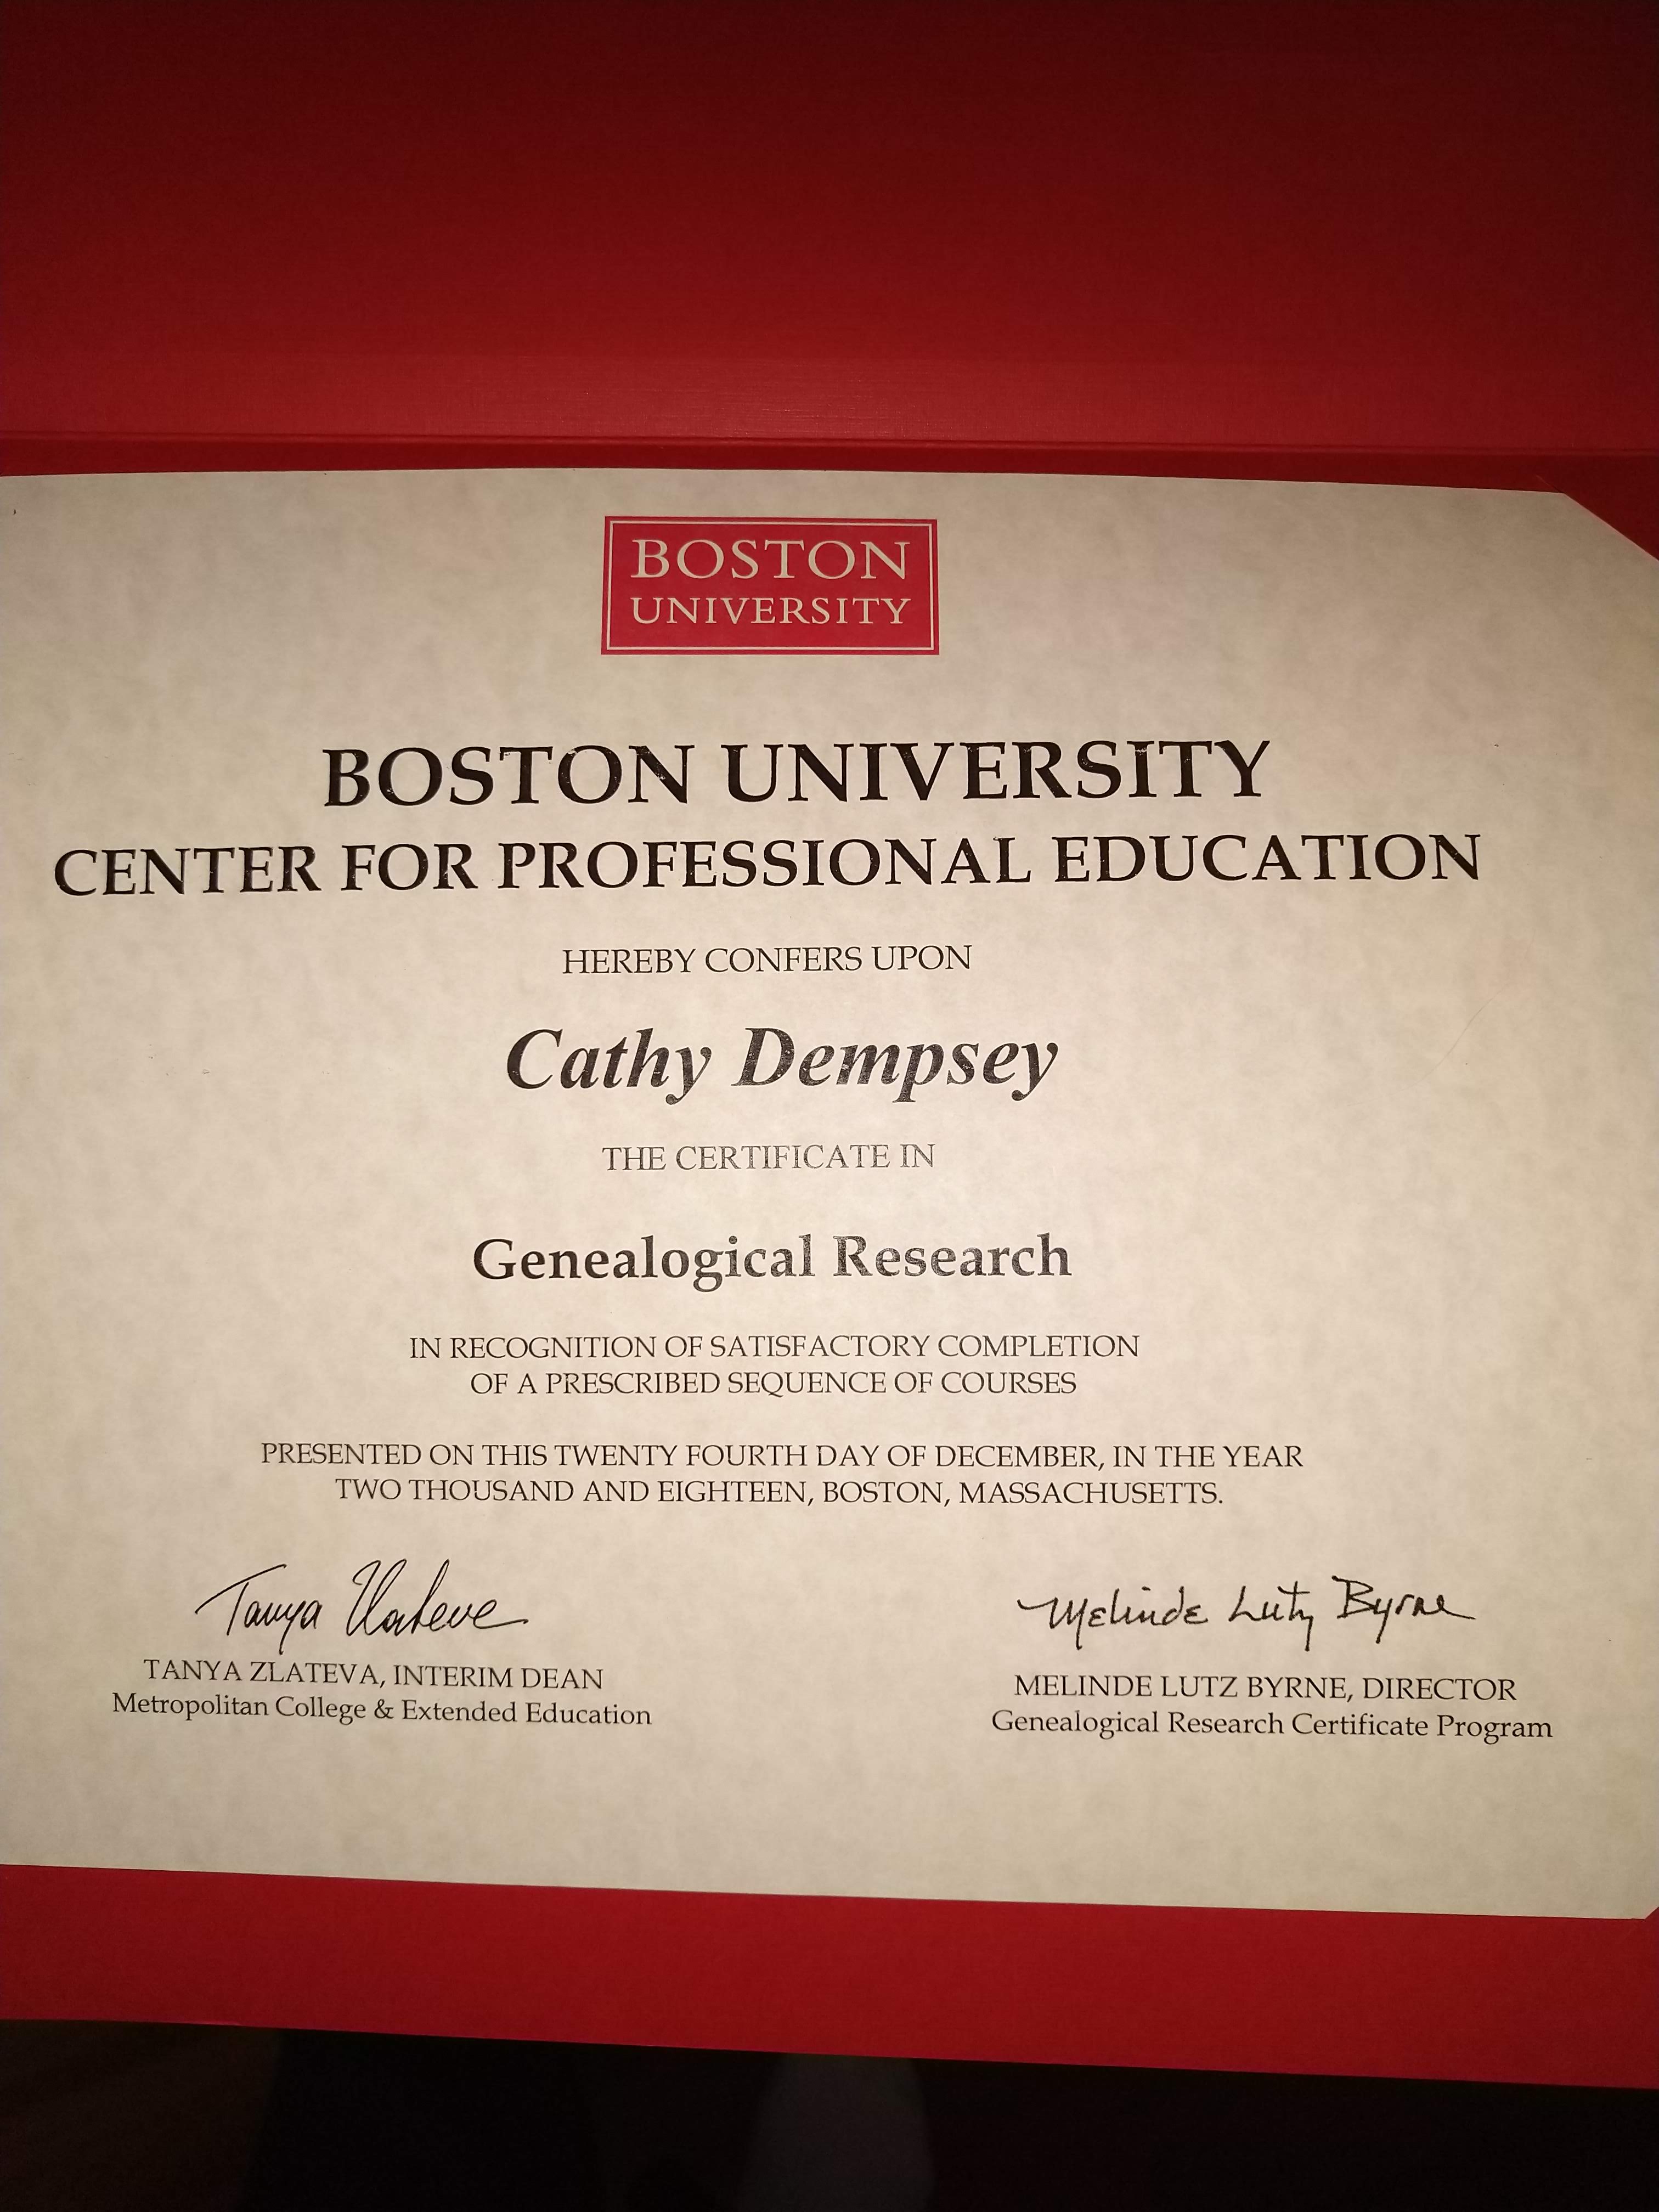 BOSTON
UNIVERSITY
BOSTON UNIVERSITY
CENTER FOR PROFESSIONAL EDUCATION
HEREBY CONFERS UPON
Cathy Dempsey
THE CERTIFICATE IN
Genealogical Research
IN RECOGNITION OF SATISFACTORY COMPLETION
OF A PRESCRIBED SEQUENCE OF COURSES
PRESENTED ON THIS TWENTY FOURTH DAY OF DECEMBER, IN THE YEAR
TWO THOUSAND AND EIGHTEEN, BOSTON, MASSACHUSETTS.
Tanya Zlateva
TANYA ZLATEVA, INTERIM DEAN
Metropolitan College & Extended Education
Melinde Lutz Byrne
MELINDE LUTZ BYRNE, DIRECTOR
Genealogical Research Certificate Program